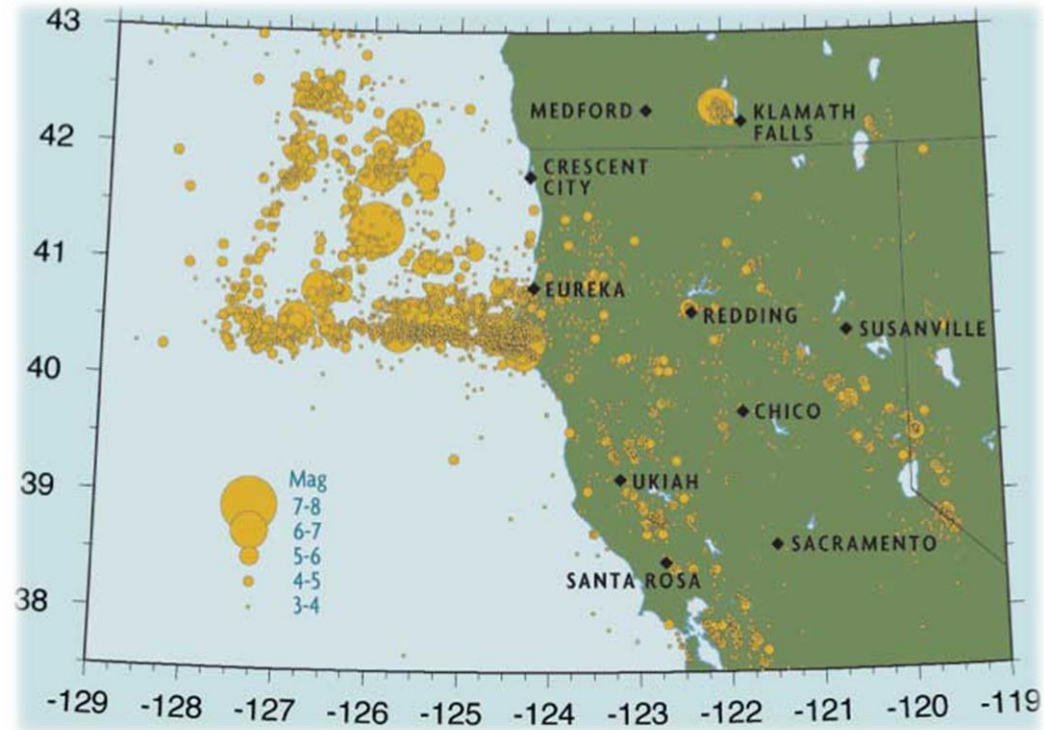 43
42
41
40
39
38
MEDFORD
KLAMATH
FALLS
CRESCENT
CITY
EUREKA
REDDING
SUSANVILLE
CHICO
UKIAH
SACRAMENTO
SANTA ROSA
Mag
7-8
6-7
5-6
4-5
3-4
-129 -128 -127 -126 -125 -124 -123 -122 -121 -120 -119